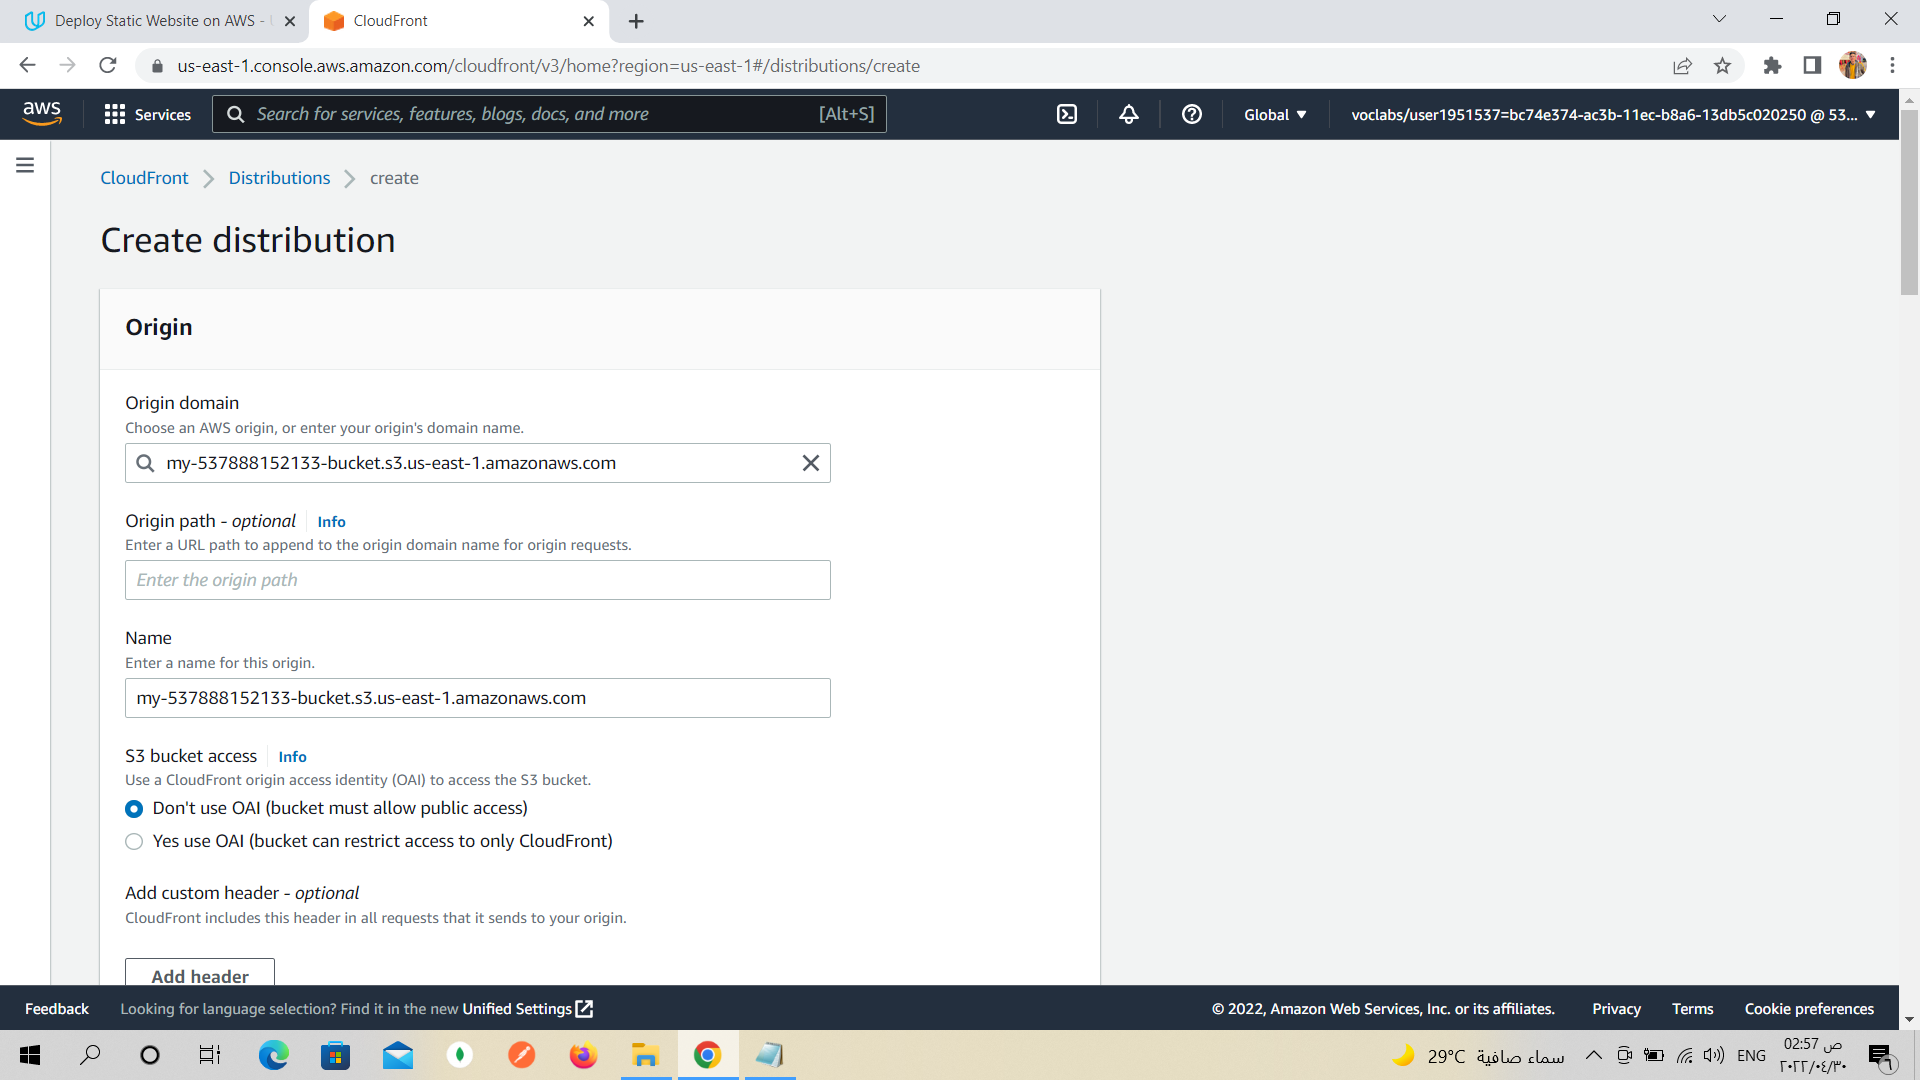 Deploy Static Website on AWS -
CloudFront
us-east-1.console.aws.amazon.com/cloudfront/v3/home?region=us-east-1#/distributions/create
aws
Services
Search for services, features, blogs, docs, and more
[Alt+S]
Global
voclabs/user1951537=bc74e374-ac3b-11ec-b8a6-13db5c020250 @ 53...
CloudFront
Distributions
create
Create distribution
Origin
Origin domain
Choose an AWS origin, or enter your origin's domain name.
my-537888152133-bucket.s3.us-east-1.amazonaws.com
Origin path - optional
Info
Enter a URL path to append to the origin domain name for origin requests.
Enter the origin path
Name
Enter a name for this origin.
my-537888152133-bucket.s3.us-east-1.amazonaws.com
S3 bucket access
Info
Use a CloudFront origin access identity (OAI) to access the S3 bucket.
Don't use OAI (bucket must allow public access)
Yes use OAI (bucket can restrict access to only CloudFront)
Add custom header - optional
CloudFront includes this header in all requests that it sends to your origin.
Add header
Feedback
Looking for language selection? Find it in the new Unified Settings
© 2022, Amazon Web Services, Inc. or its affiliates.
Privacy
Terms
Cookie preferences
29°C
سماء صافية
ENG
02:57 ص
٢٠٢٢/٠٤/٣٠
٦